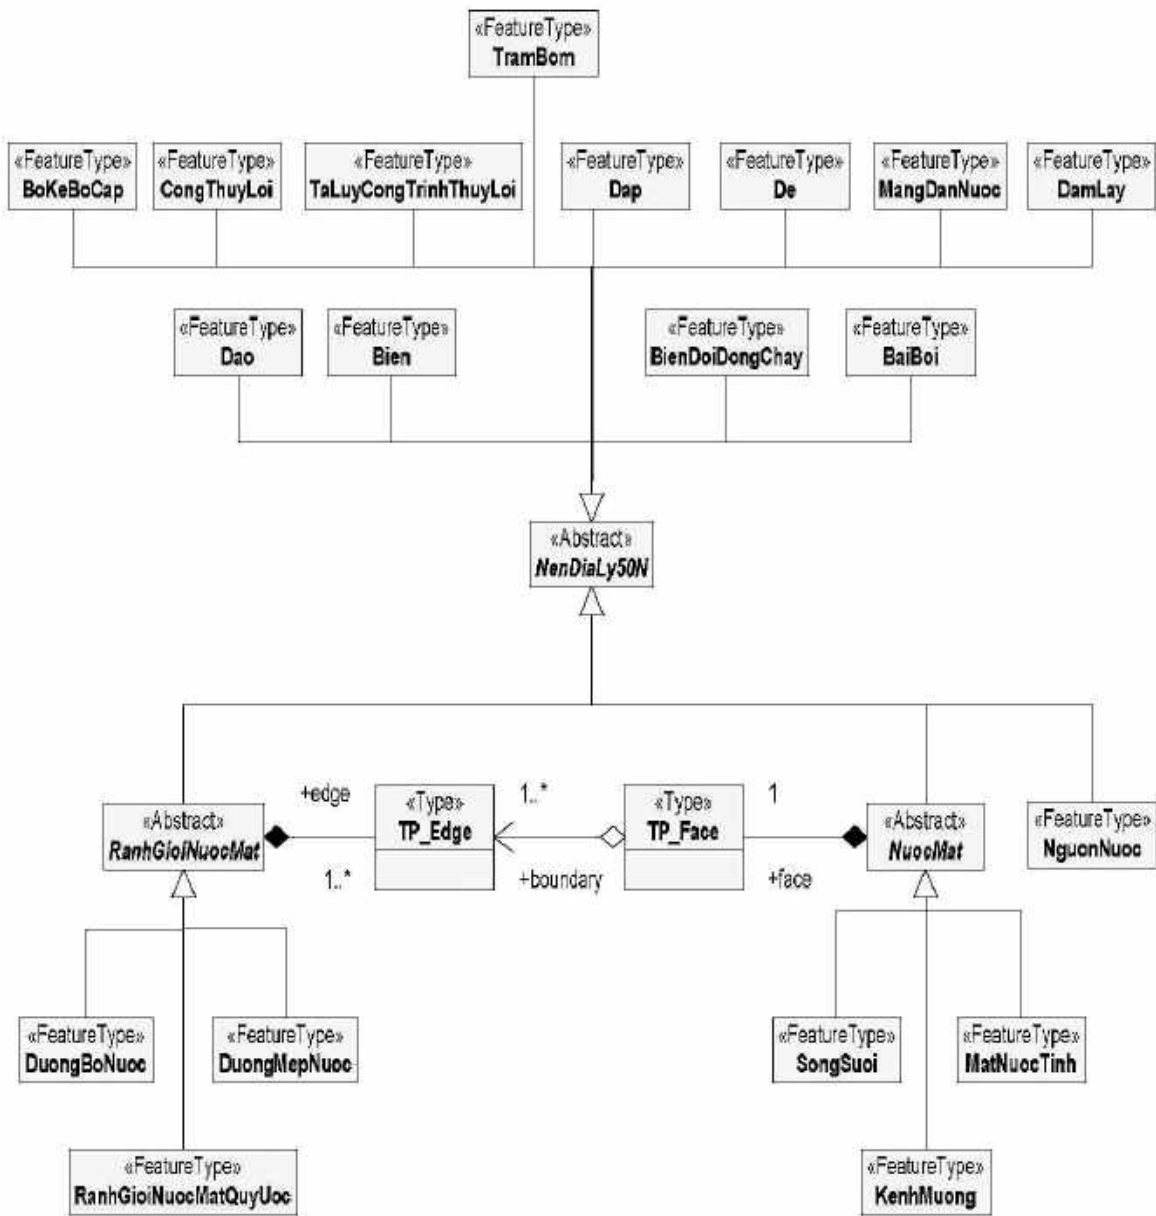 «FeatureType»
TramBom
«FeatureType»
BoKeBoCap
«FeatureType»
CongThuyLoi
«FeatureType»
TaLuyCongTrinhThuyLoi
«FeatureType»
Dap
«FeatureType»
De
«FeatureType»
MangDanNuoc
«FeatureType»
DamLay
«FeatureType»
Dao
«FeatureType»
Bien
«FeatureType»
BienDoiDongChay
«FeatureType»
BaiBoi
«Abstract»
NenDiaLy50N
«Abstract»
RanhGioiNuocMat
+edge
1..*
«Type»
TP_Edge
1..*
+boundary
«Type»
TP_Face
1
+face
«Abstract»
NuocMat
«FeatureType»
NguonNuoc
«FeatureType»
DuongBoNuoc
«FeatureType»
DuongMepNuoc
«FeatureType»
SongSuoi
«FeatureType»
MatNuocTinh
«FeatureType»
RanhGioiNuocMatQuyUoc
«FeatureType»
KenhMuong